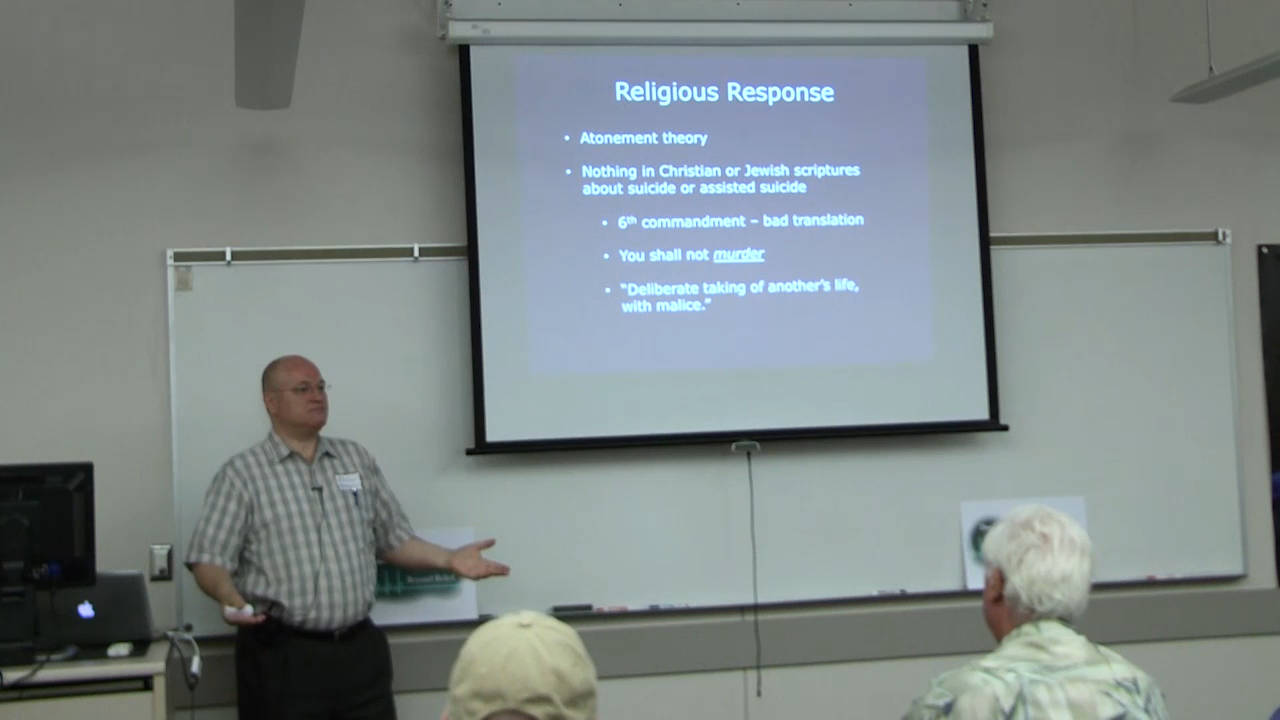 Religious Response
• Atonement theory
• Nothing in Christian or Jewish scriptures
about suicide or assisted suicide
• 6th commandment – bad translation
• You shall not murder
• "Deliberate taking of another's life,
with malice."